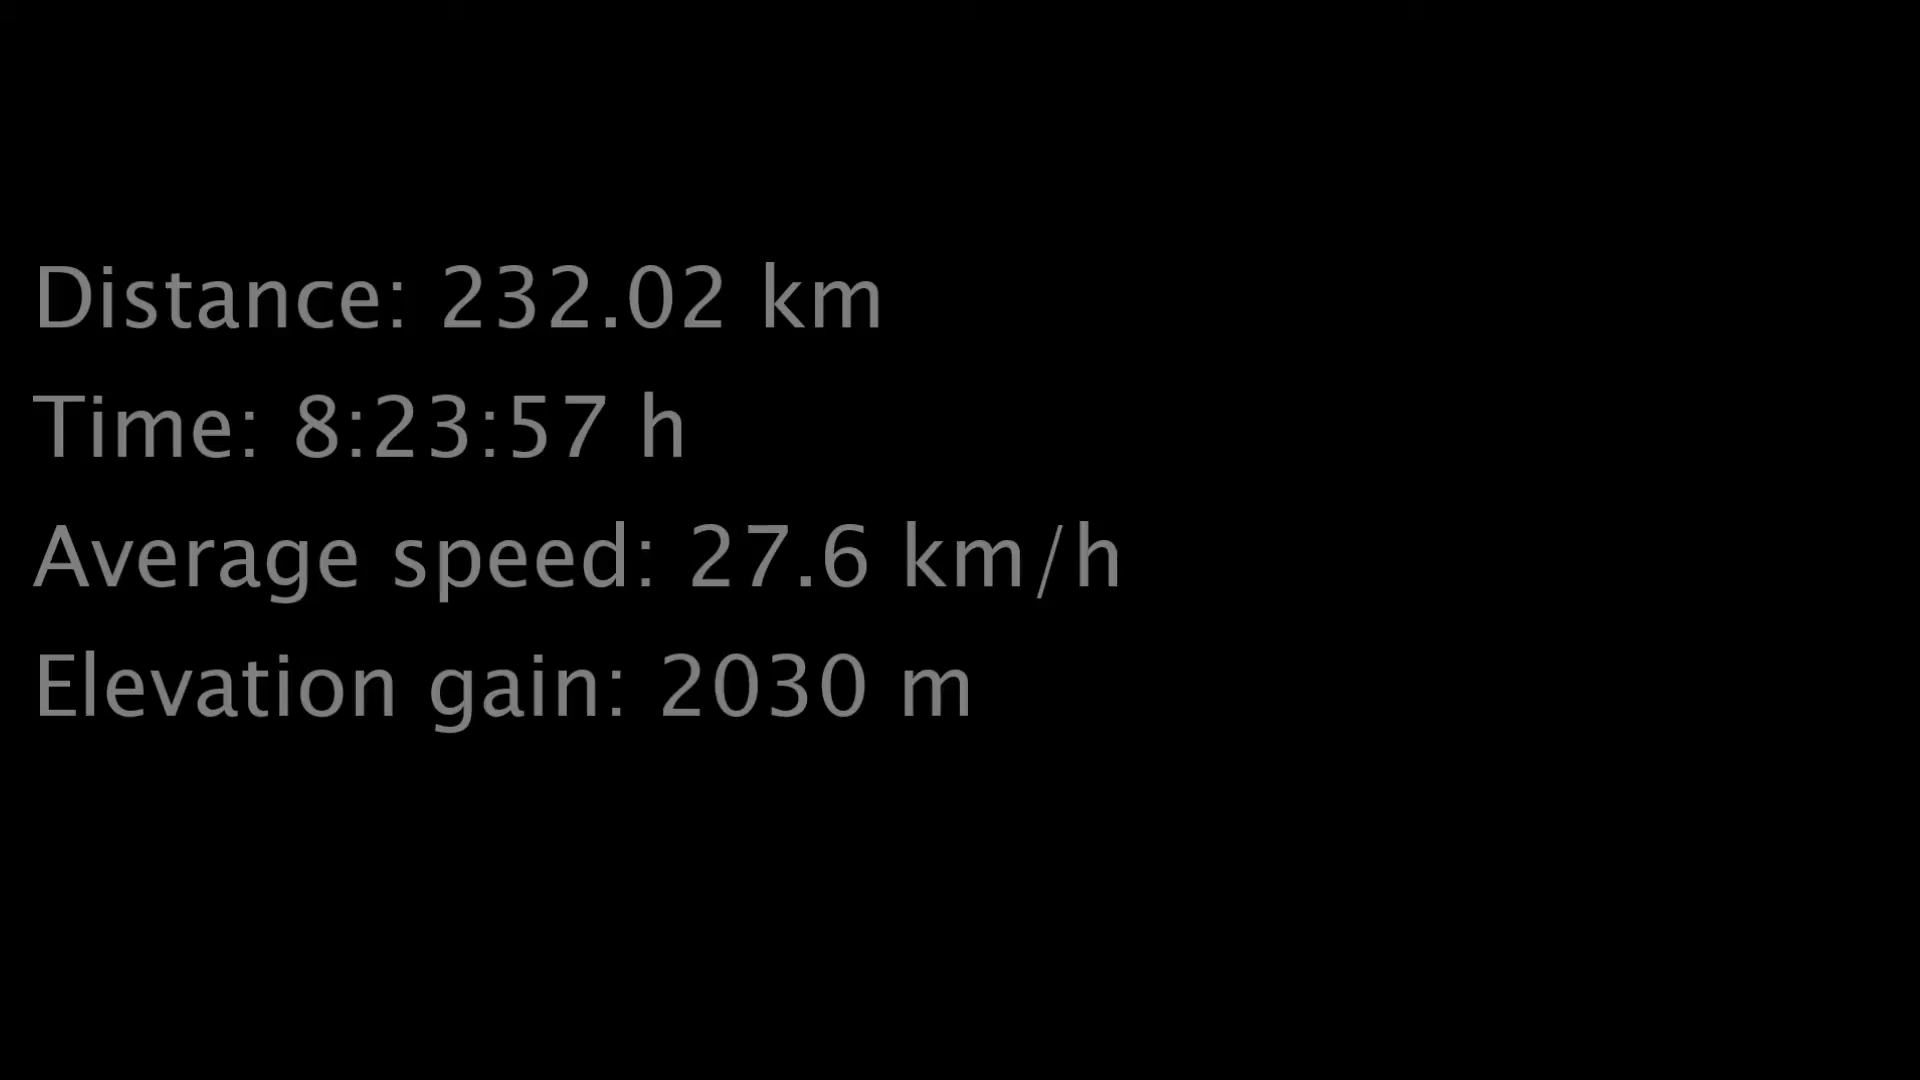 Distance: 232.02 km
Time: 8:23:57 h
Average speed: 27.6 km/h
Elevation gain: 2030 m